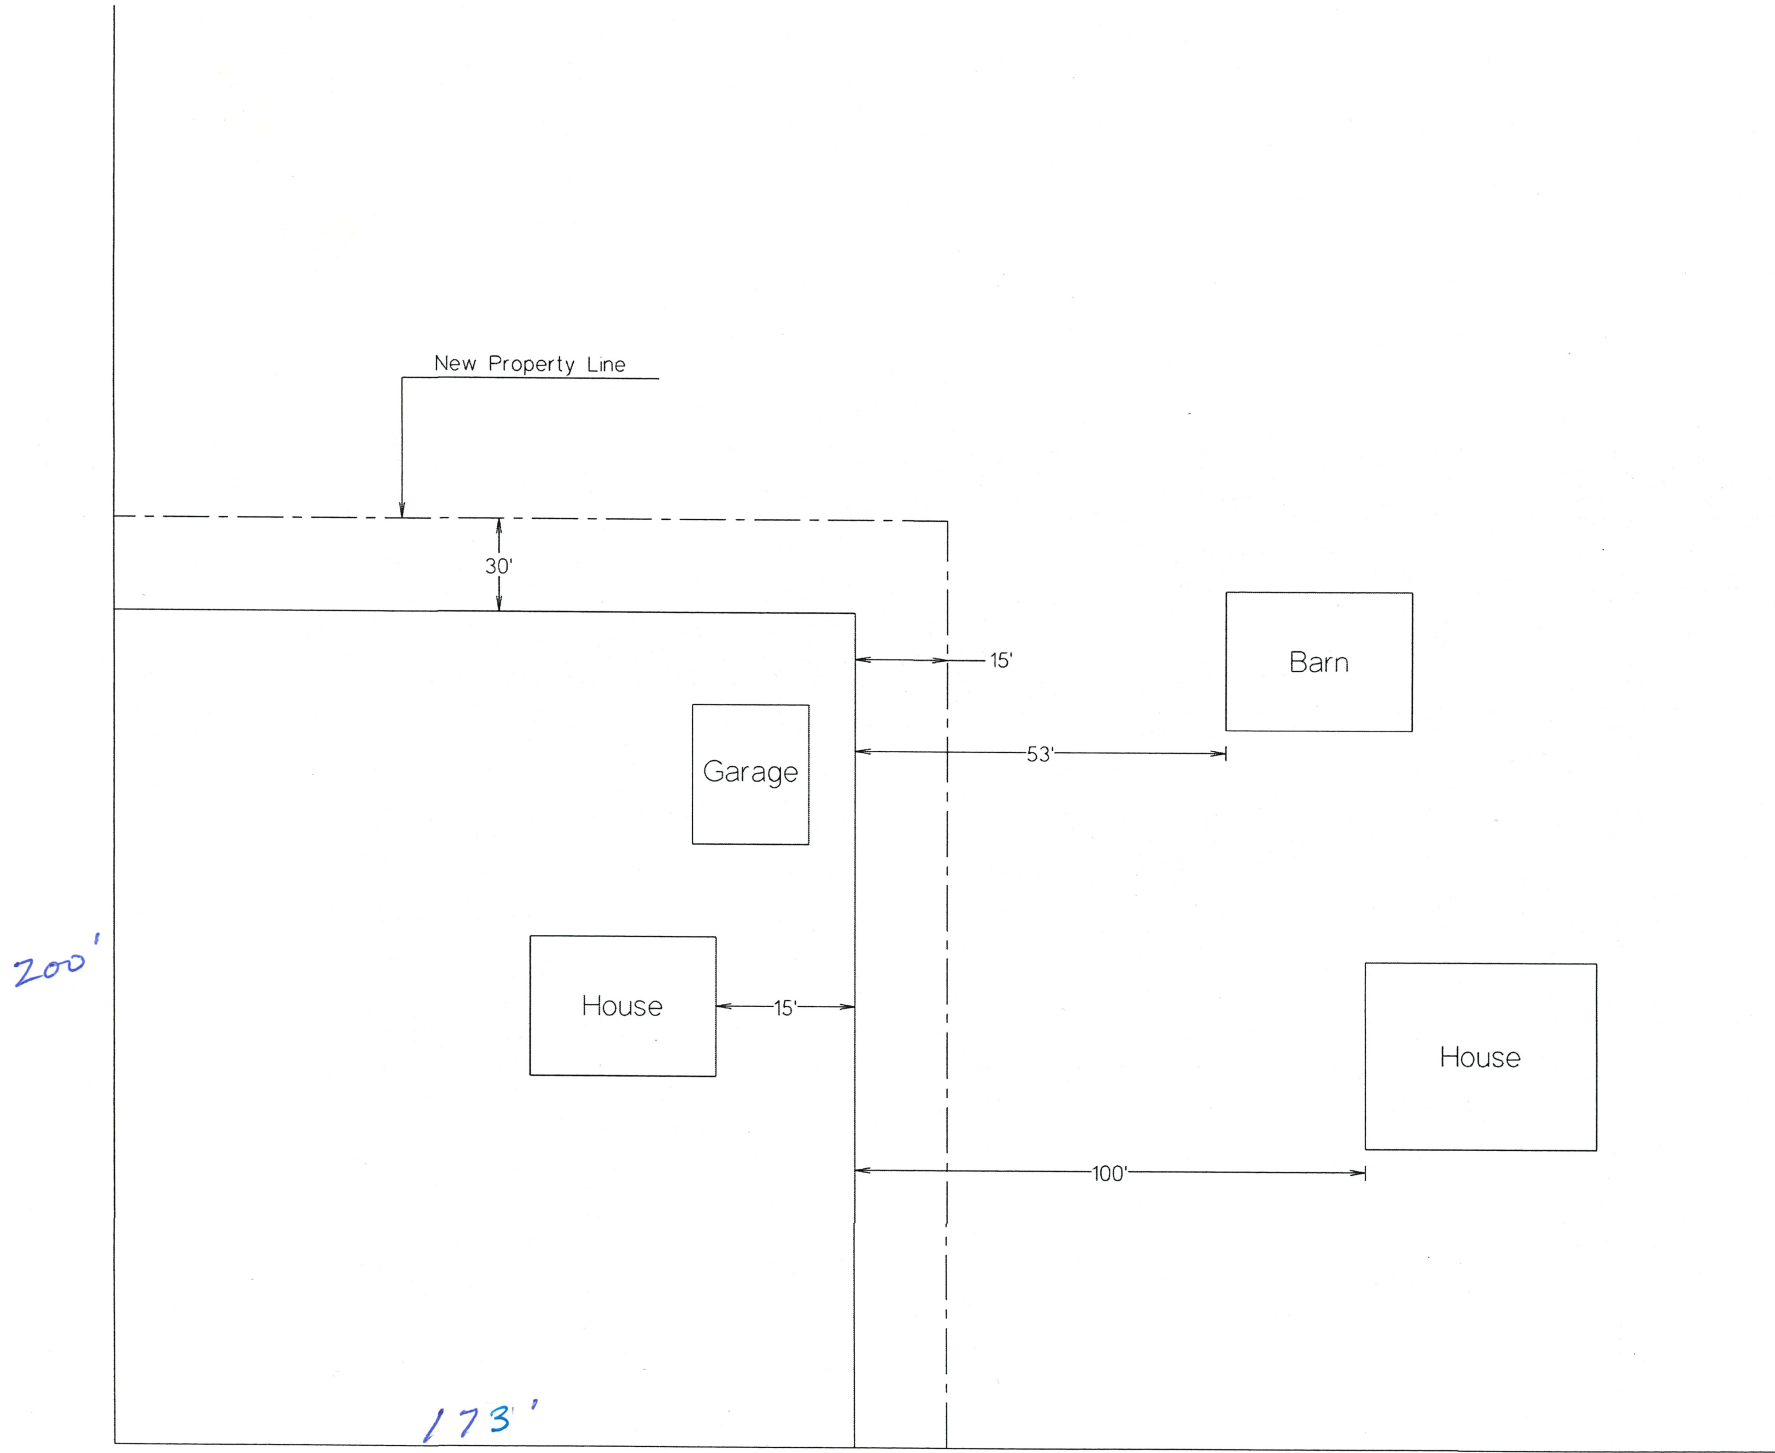 New Property Line
30'
15'
Barn
53'
Garage
200'
House
15'
House
100'
173'